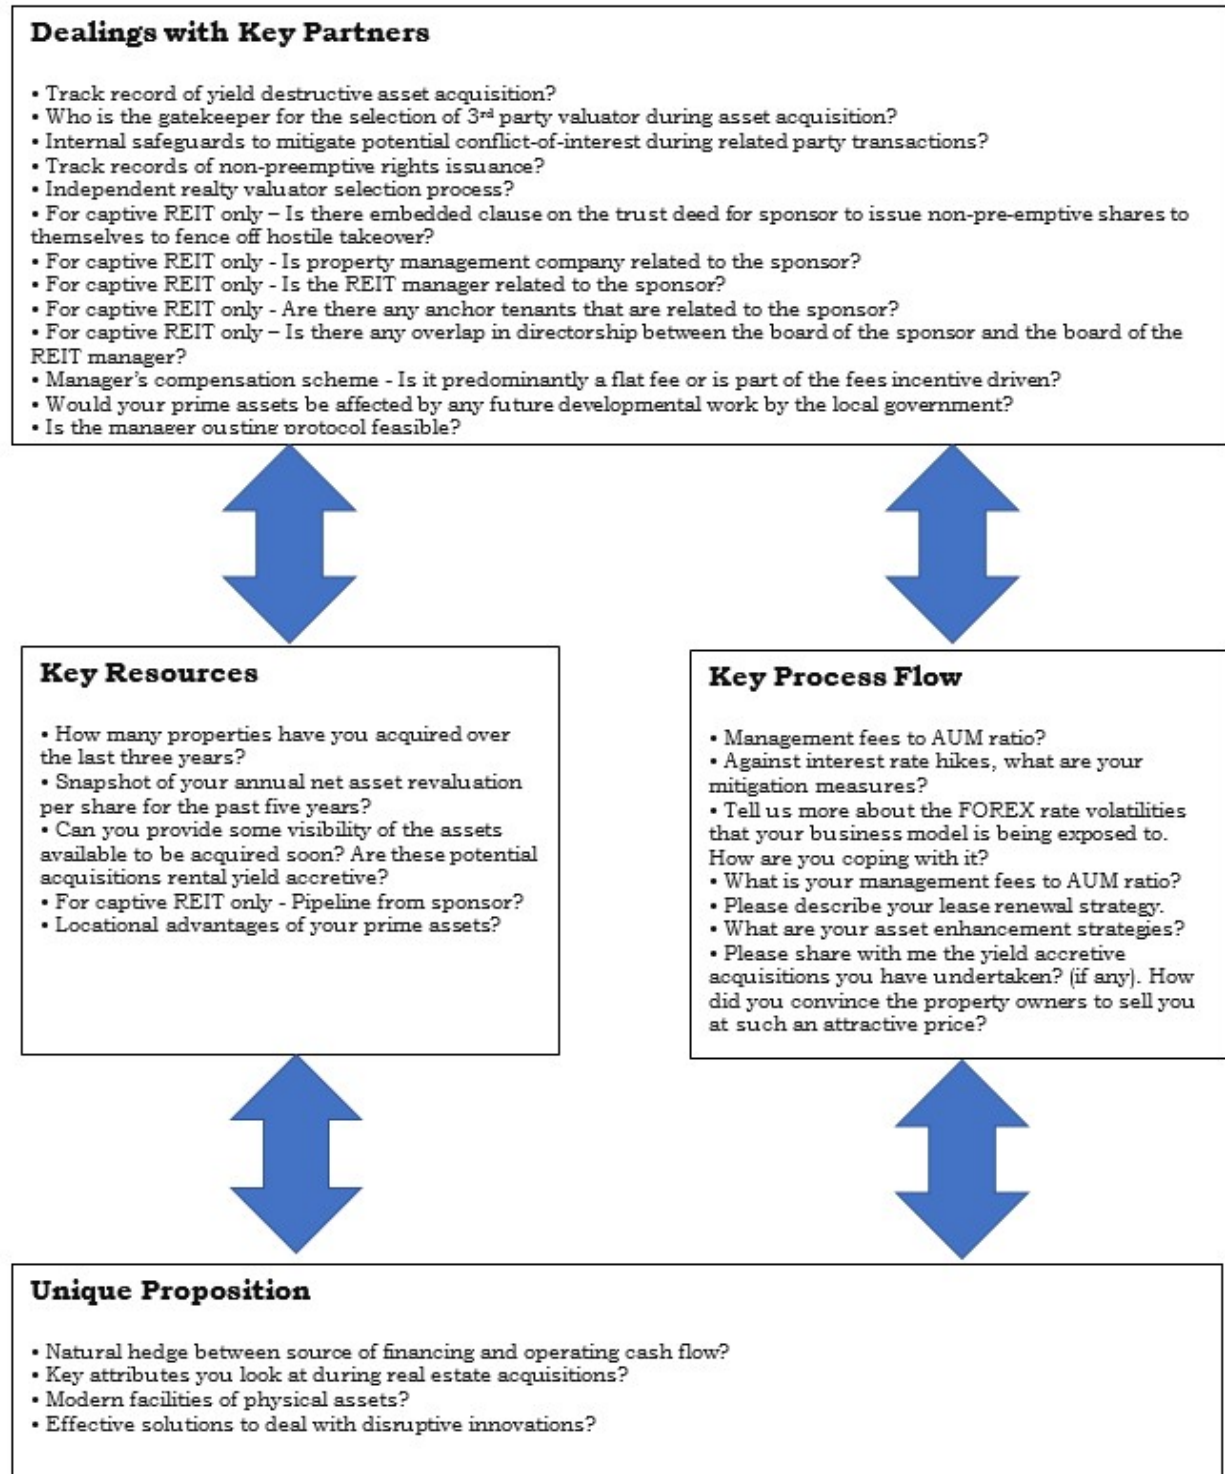 Dealings with Key Partners
• Track record of yield destructive asset acquisition?
• Who is the gatekeeper for the selection of 3rd party valuator during asset acquisition?
• Internal safeguards to mitigate potential conflict-of-interest during related party transactions?
• Track records of non-preemptive rights issuance?
• Independent realty valuator selection process?
• For captive REIT only – Is there embedded clause on the trust deed for sponsor to issue non-pre-emptive shares to
themselves to fence off hostile takeover?
• For captive REIT only - Is property management company related to the sponsor?
• For captive REIT only - Is the REIT manager related to the sponsor?
• For captive REIT only - Are there any anchor tenants that are related to the sponsor?
• For captive REIT only – Is there any overlap in directorship between the board of the sponsor and the board of the
REIT manager?
• Manager's compensation scheme - Is it predominantly a flat fee or is part of the fees incentive driven?
• Would your prime assets be affected by any future developmental work by the local government?
• Is the manager ousting protocol feasible?
Key Resources
• How many properties have you acquired over
the last three years?
• Snapshot of your annual net asset revaluation
per share for the past five years?
• Can you provide some visibility of the assets
available to be acquired soon? Are these potential
acquisitions rental yield accretive?
• For captive REIT only - Pipeline from sponsor?
• Locational advantages of your prime assets?
Key Process Flow
• Management fees to AUM ratio?
• Against interest rate hikes, what are your
mitigation measures?
• Tell us more about the FOREX rate volatilities
that your business model is being exposed to.
How are you coping with it?
• What is your management fees to AUM ratio?
• Please describe your lease renewal strategy.
• What are your asset enhancement strategies?
• Please share with me the yield accretive
acquisitions you have undertaken? (if any). How
did you convince the property owners to sell you
at such an attractive price?
Unique Proposition
• Natural hedge between source of financing and operating cash flow?
• Key attributes you look at during real estate acquisitions?
• Modern facilities of physical assets?
• Effective solutions to deal with disruptive innovations?